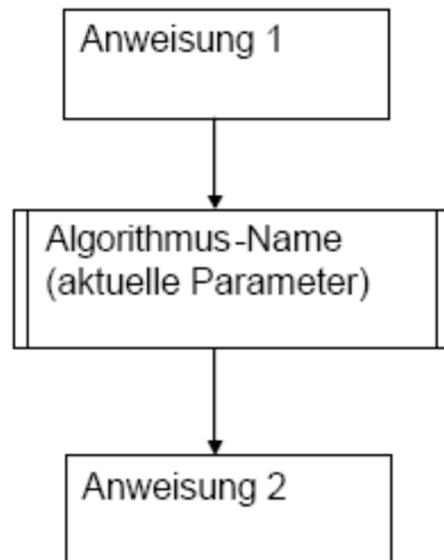 Anweisung 1
Algorithmus-Name
(aktuelle Parameter)
Anweisung 2